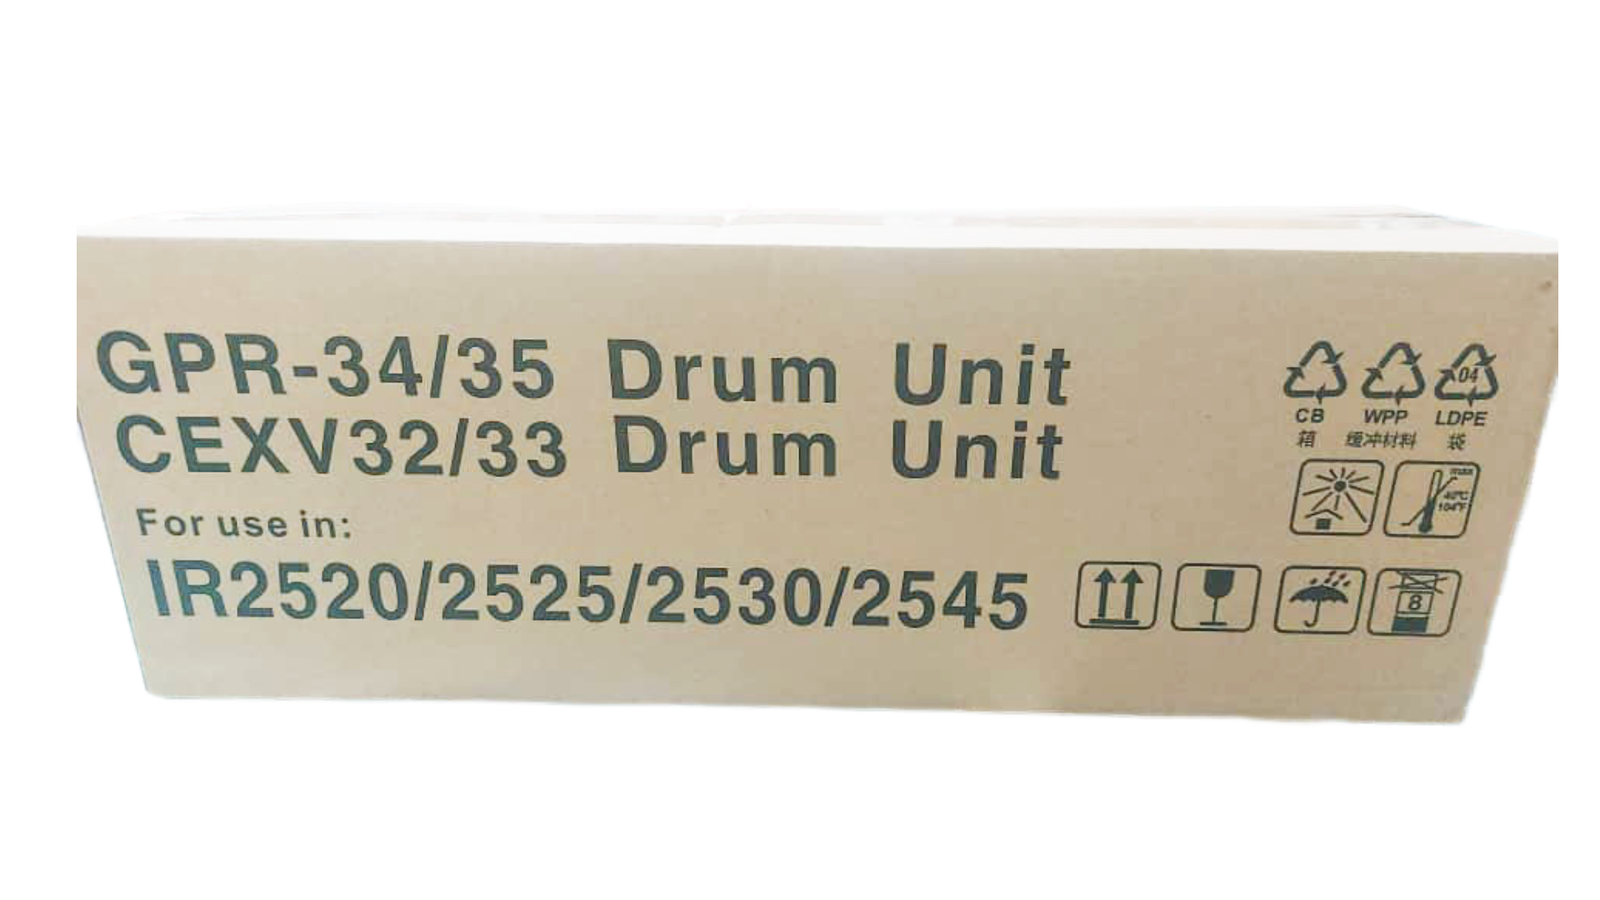 GPR-34/35 Drum Unit
CEXV32/33 Drum Unit
For use in:
IR2520/2525/2530/2545
04
CB WPP LDPE
箱 缓冲材料 袋
max
40°C
104°F
8